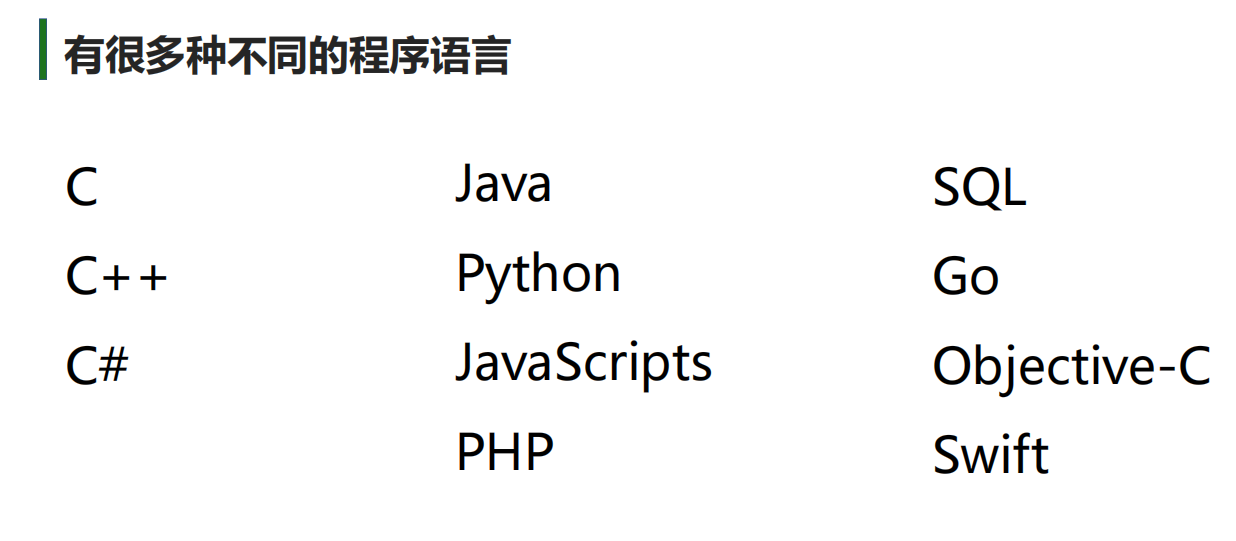 有很多种不同的程序语言
C
C++
C#
Java
Python
JavaScripts
PHP
SQL
Go
Objective-C
Swift